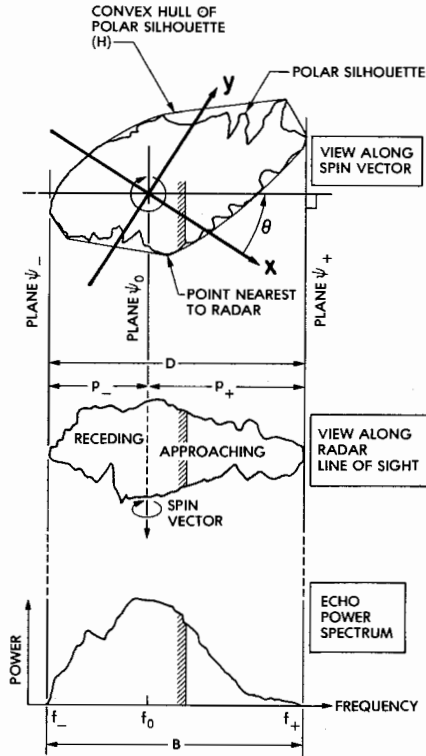 CONVEX HULL OF
POLAR SILHOUETTE
(H)
POLAR SILHOUETTE
y
VIEW ALONG
SPIN VECTOR
θ
x
PLANE ψ₋
PLANE ψ₀
POINT NEAREST
TO RADAR
PLANE ψ₊
D
p₋
p₊
RECEDING
APPROACHING
VIEW ALONG
RADAR
LINE OF SIGHT
SPIN
VECTOR
ECHO
POWER
SPECTRUM
POWER
FREQUENCY
f₋
f₀
f₊
B